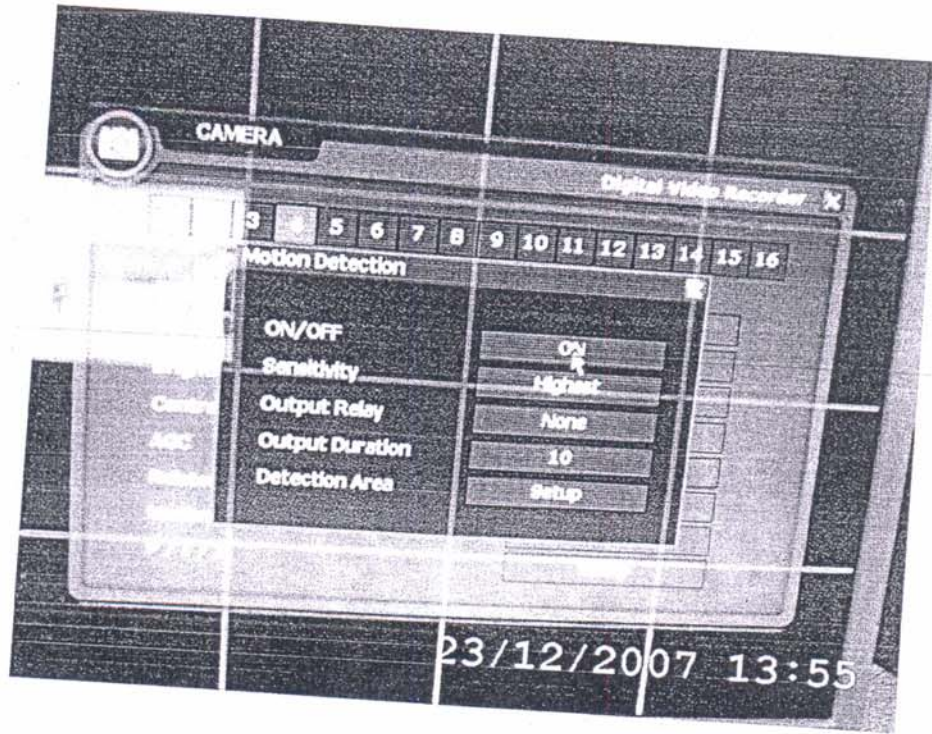 CAMERA
Digital Video Recorder X
3 4 5 6 7 8 9 10 11 12 13 14 15 16
Motion Detection
ON/OFF ON
Sensitivity Highest
Output Relay None
Output Duration 10
Detection Area Setup
AGC
23/12/2007 13:55